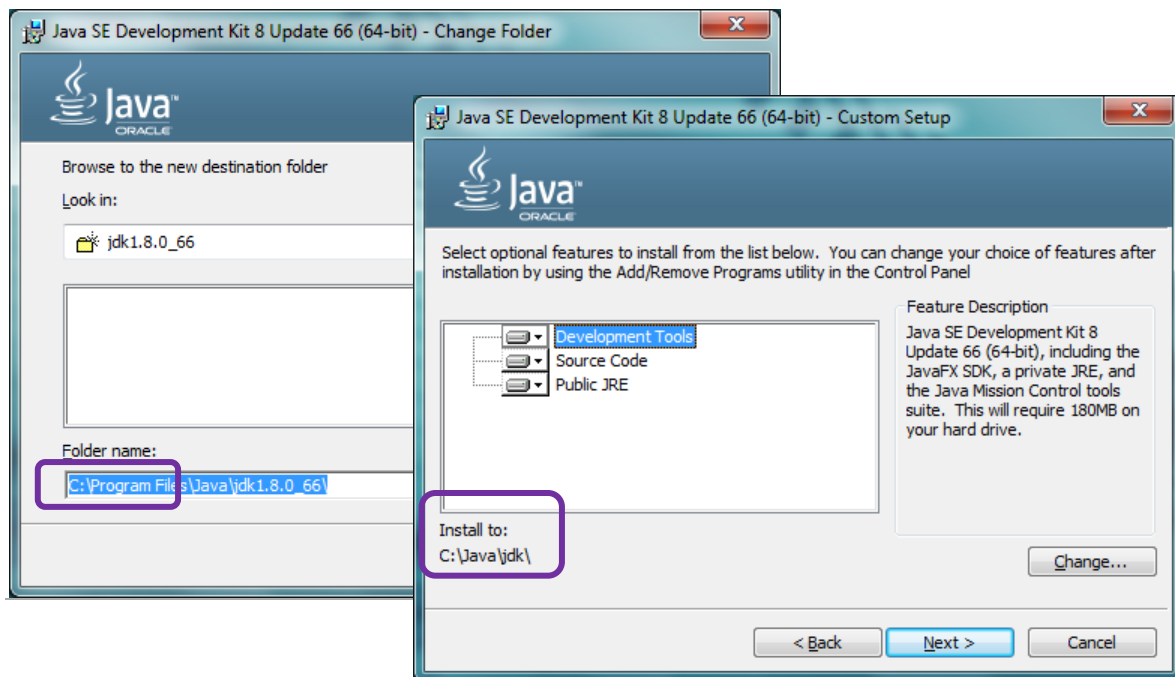 Java SE Development Kit 8 Update 66 (64-bit) - Change Folder
Java™
ORACLE
Browse to the new destination folder
Look in:
jdk1.8.0_66
Folder name:
C:\Program Files\Java\jdk1.8.0_66\
Java SE Development Kit 8 Update 66 (64-bit) - Custom Setup
Java™
ORACLE
Select optional features to install from the list below. You can change your choice of features after
installation by using the Add/Remove Programs utility in the Control Panel
Development Tools
Source Code
Public JRE
Feature Description
Java SE Development Kit 8
Update 66 (64-bit), including the
JavaFX SDK, a private JRE, and
the Java Mission Control tools
suite. This will require 180MB on
your hard drive.
Install to:
C:\Java\jdk\
Change...
< Back
Next >
Cancel